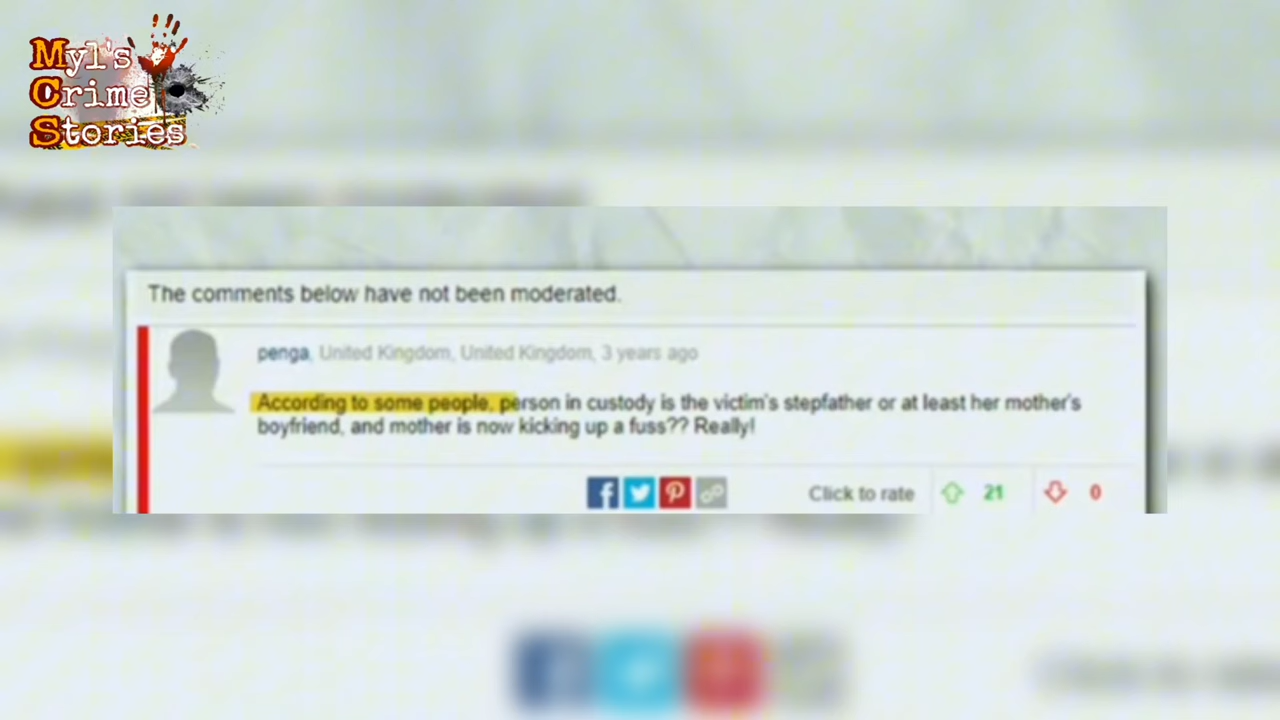 Myl's
Crime
Stories
The comments below have not been moderated.
penga, United Kingdom, United Kingdom, 3 years ago
According to some people, person in custody is the victim's stepfather or at least her mother's
boyfriend, and mother is now kicking up a fuss?? Really!
Click to rate 21 0